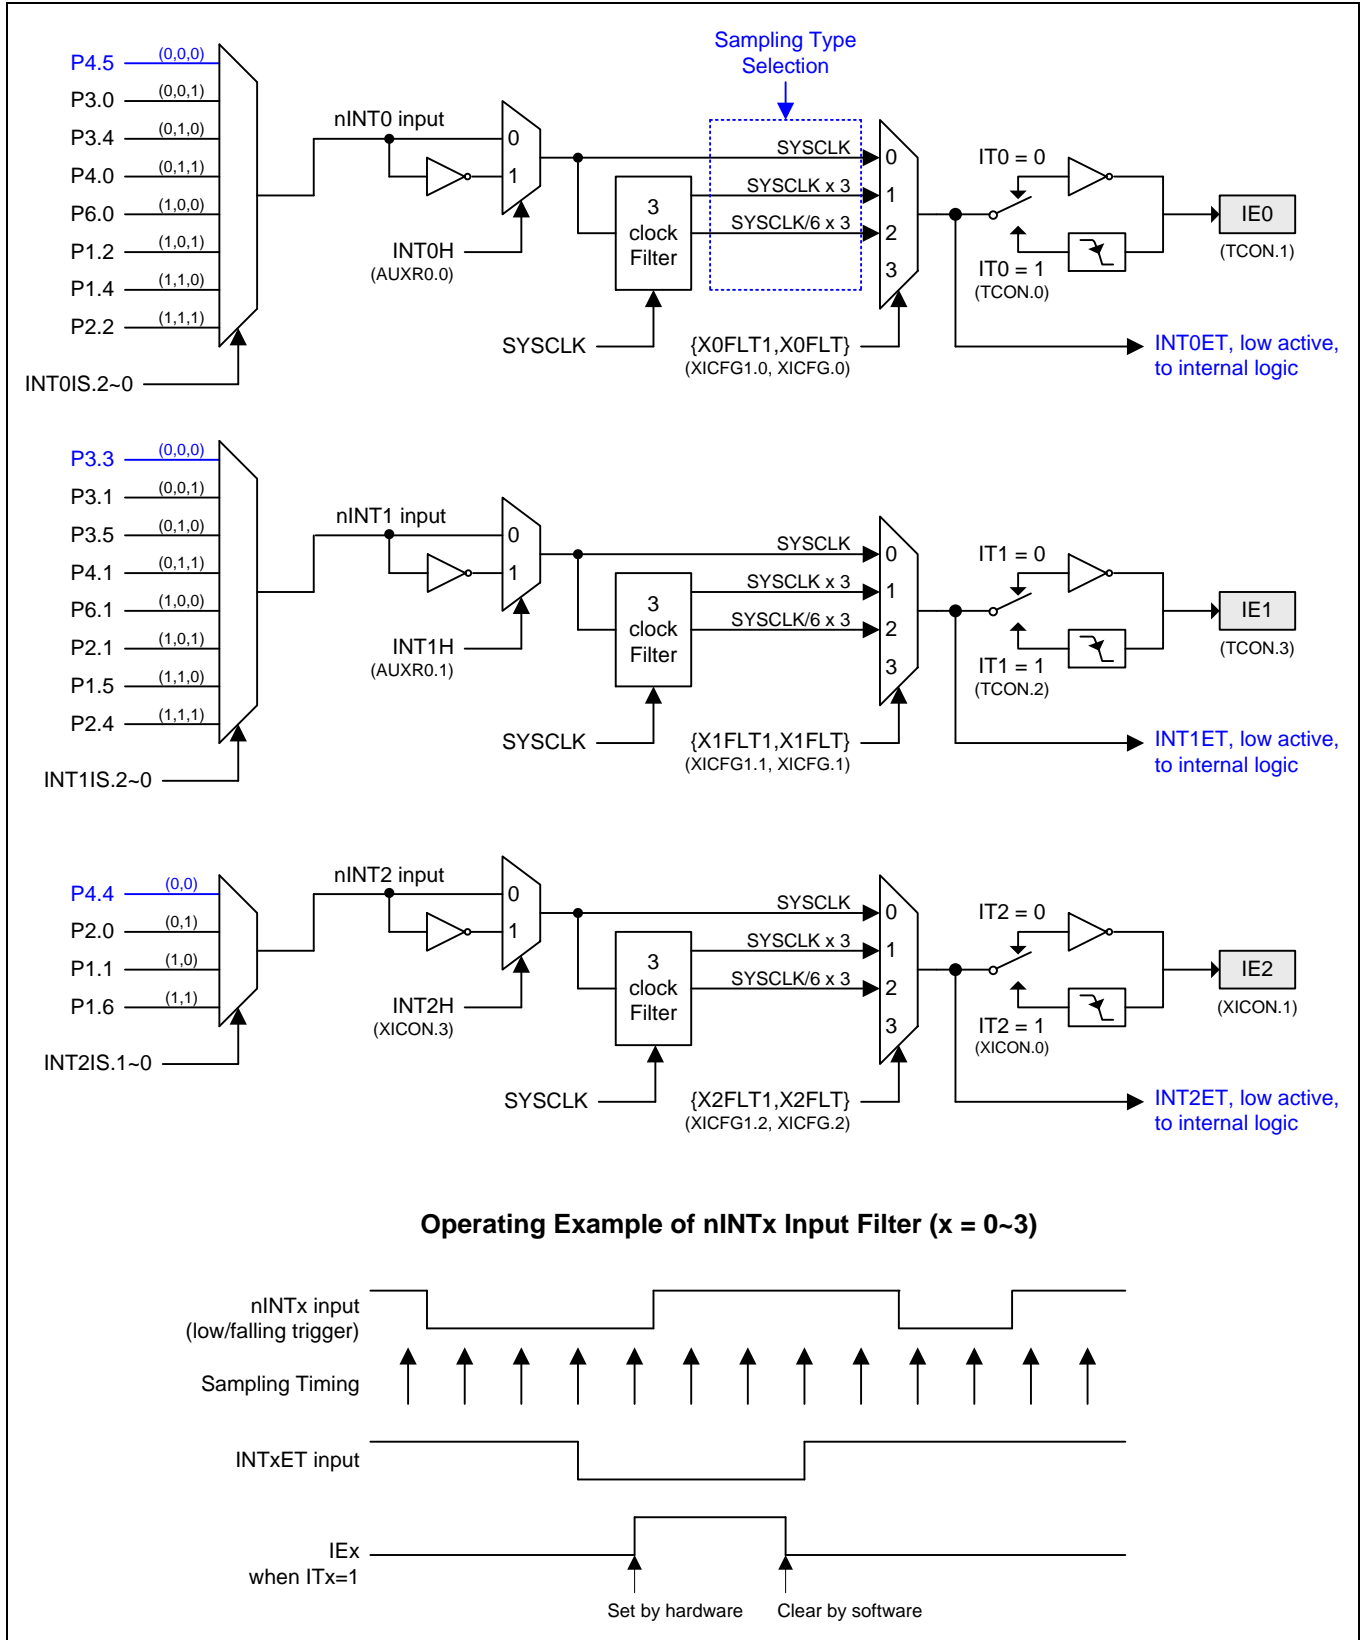 Sampling Type
Selection
P4.5 (0,0,0)
P3.0 (0,0,1)
P3.4 (0,1,0)
P4.0 (0,1,1)
P6.0 (1,0,0)
P1.2 (1,0,1)
P1.4 (1,1,0)
P2.2 (1,1,1)
INT0IS.2~0
nINT0 input
0
1
INT0H
(AUXR0.0)
3
clock
Filter
SYSCLK
SYSCLK
SYSCLK x 3
SYSCLK/6 x 3
0
1
2
3
{X0FLT1,X0FLT}
(XICFG1.0, XICFG.0)
IT0 = 0
IT0 = 1
(TCON.0)
IE0
(TCON.1)
INT0ET, low active,
to internal logic
P3.3 (0,0,0)
P3.1 (0,0,1)
P3.5 (0,1,0)
P4.1 (0,1,1)
P6.1 (1,0,0)
P2.1 (1,0,1)
P1.5 (1,1,0)
P2.4 (1,1,1)
INT1IS.2~0
nINT1 input
0
1
INT1H
(AUXR0.1)
3
clock
Filter
SYSCLK
SYSCLK
SYSCLK x 3
SYSCLK/6 x 3
0
1
2
3
{X1FLT1,X1FLT}
(XICFG1.1, XICFG.1)
IT1 = 0
IT1 = 1
(TCON.2)
IE1
(TCON.3)
INT1ET, low active,
to internal logic
P4.4 (0,0)
P2.0 (0,1)
P1.1 (1,0)
P1.6 (1,1)
INT2IS.1~0
nINT2 input
0
1
INT2H
(XICON.3)
3
clock
Filter
SYSCLK
SYSCLK
SYSCLK x 3
SYSCLK/6 x 3
0
1
2
3
{X2FLT1,X2FLT}
(XICFG1.2, XICFG.2)
IT2 = 0
IT2 = 1
(XICON.0)
IE2
(XICON.1)
INT2ET, low active,
to internal logic
Operating Example of nINTx Input Filter (x = 0~3)
nINTx input
(low/falling trigger)
Sampling Timing
INTxET input
IEx
when ITx=1
Set by hardware
Clear by software